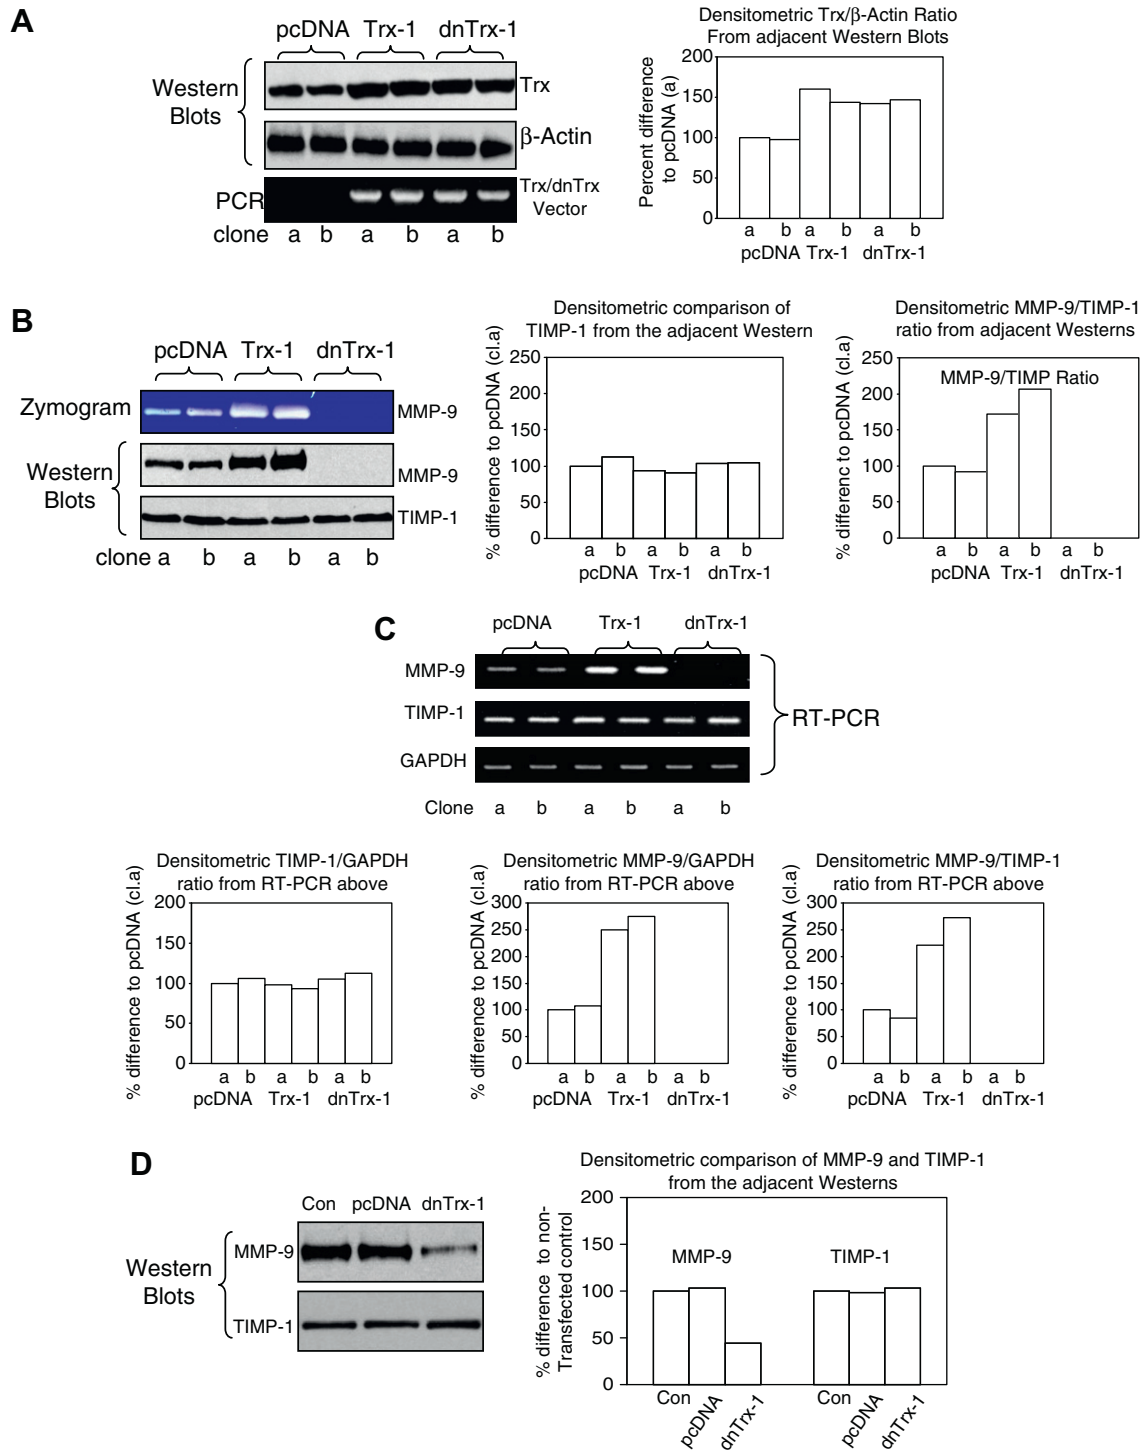 A
pcDNA Trx-1 dnTrx-1
Western
Blots
Trx
β-Actin
PCR
Trx/dnTrx
Vector
clone a b a b a b
Densitometric Trx/β-Actin Ratio
From adjacent Western Blots
Percent difference
to pcDNA (a)
200
150
100
50
0
a b a b a b
pcDNA Trx-1 dnTrx-1
B
pcDNA Trx-1 dnTrx-1
Zymogram
MMP-9
Western
Blots
MMP-9
TIMP-1
clone a b a b a b
Densitometric comparison of
TIMP-1 from the adjacent Western
% difference to pcDNA (cl.a)
250
200
150
100
50
0
a b a b a b
pcDNA Trx-1 dnTrx-1
Densitometric MMP-9/TIMP-1
ratio from adjacent Westerns
% differenc to pcDNA (cl.a)
MMP-9/TIMP Ratio
250
200
150
100
50
0
a b a b a b
pcDNA Trx-1 dnTrx-1
C
pcDNA Trx-1 dnTrx-1
MMP-9
TIMP-1
GAPDH
RT-PCR
Clone a b a b a b
Densitometric TIMP-1/GAPDH
ratio from RT-PCR above
% difference to pcDNA (cl.a)
200
150
100
50
0
a b a b a b
pcDNA Trx-1 dnTrx-1
Densitometric MMP-9/GAPDH
ratio from RT-PCR above
% difference to pcDNA (cl.a)
300
250
200
150
100
50
0
a b a b a b
pcDNA Trx-1 dnTrx-1
Densitometric MMP-9/TIMP-1
ratio from RT-PCR above
% difference to pcDNA (cl.a)
300
250
200
150
100
50
0
a b a b a b
pcDNA Trx-1 dnTrx-1
D
Con pcDNA dnTrx-1
Western
Blots
MMP-9
TIMP-1
Densitometric comparison of MMP-9 and TIMP-1
from the adjacent Westerns
% difference to non-
Transfected control
200
150
100
50
0
MMP-9 TIMP-1
Con pcDNA dnTrx-1 Con pcDNA dnTrx-1